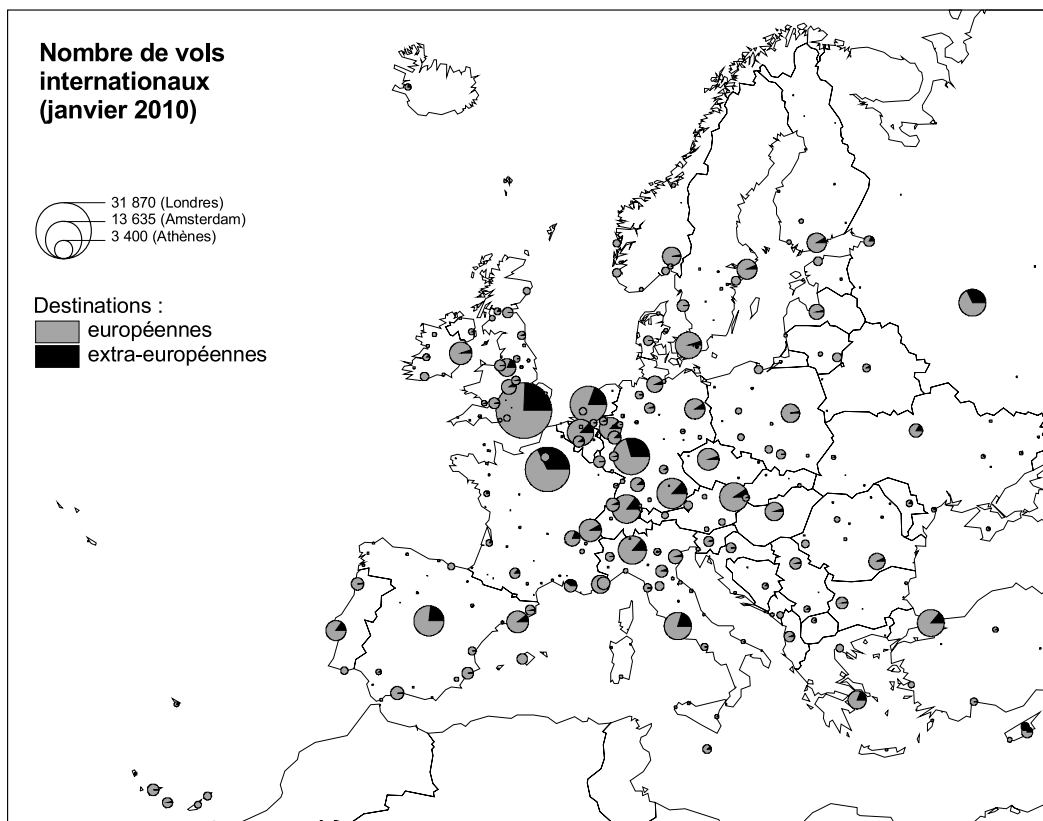 Nombre de vols
internationaux
(janvier 2010)
31 870 (Londres)
13 635 (Amsterdam)
3 400 (Athènes)
Destinations :
européennes
extra-européennes